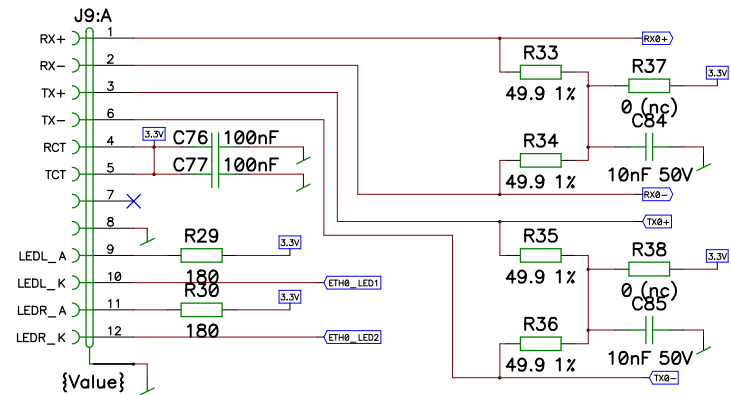 J9:A
RX+ 1 RX0+
R33
RX- 2 R37 3.3V
TX+ 3 49.9 1%
0 (nc)
TX- 6 C84
3.3V C76 100nF R34
RCT 4
C77 100nF 10nF 50V
TCT 5 49.9 1%
7 RX0-
8 TX0+
R29 3.3V R35
LEDL_A 9 R38 3.3V
180 49.9 1%
LEDL_K 10 ETH0_LED1
R30 3.3V 0 (nc)
LEDR_A 11 C85
180 R36
LEDR_K 12 ETH0_LED2
10nF 50V
49.9 1%
{Value} TX0-